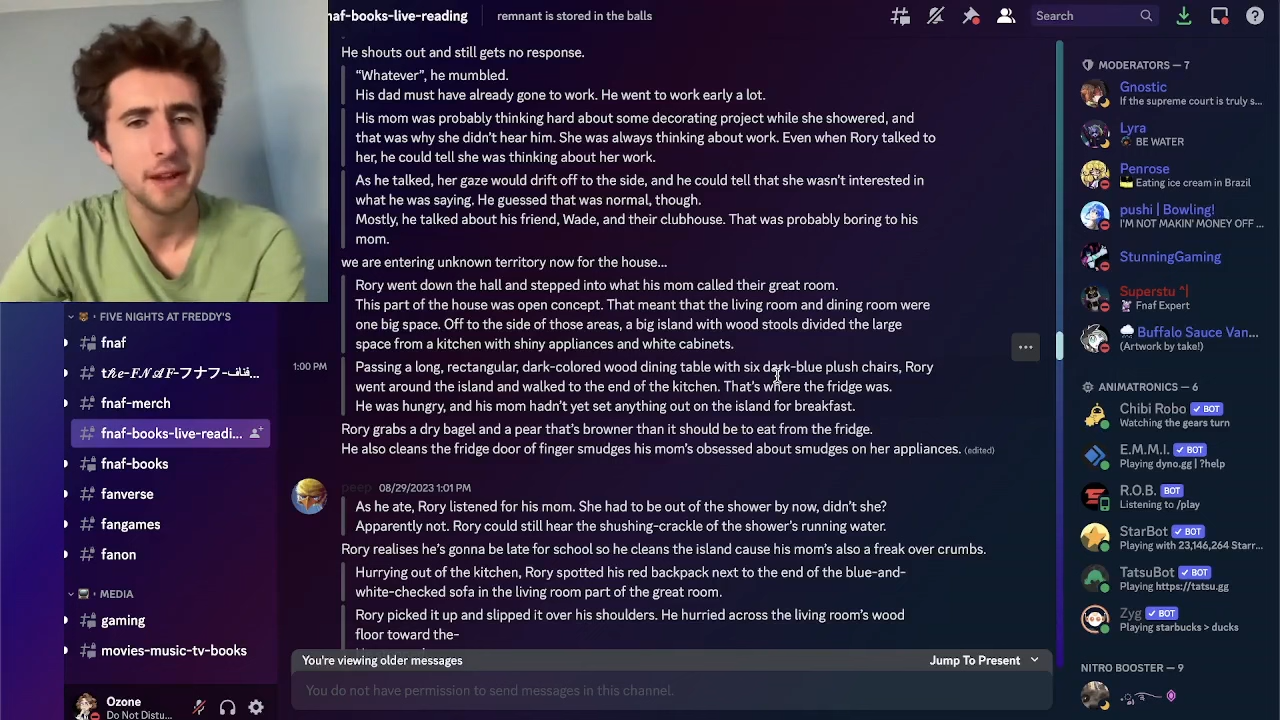 fnaf-books-live-reading
remnant is stored in the balls
Search
He shouts out and still gets no response.
“Whatever”, he mumbled.
His dad must have already gone to work. He went to work early a lot.
His mom was probably thinking hard about some decorating project while she showered, and
that was why she didn’t hear him. She was always thinking about work. Even when Rory talked to
her, he could tell she was thinking about her work.
As he talked, her gaze would drift off to the side, and he could tell that she wasn’t interested in
what he was saying. He guessed that was normal, though.
Mostly, he talked about his friend, Wade, and their clubhouse. That was probably boring to his
mom.
we are entering unknown territory now for the house...
Rory went down the hall and stepped into what his mom called their great room.
This part of the house was open concept. That meant that the living room and dining room were
one big space. Off to the side of those areas, a big island with wood stools divided the large
space from a kitchen with shiny appliances and white cabinets.
1:00 PM
Passing a long, rectangular, dark-colored wood dining table with six dark-blue plush chairs, Rory
went around the island and walked to the end of the kitchen. That’s where the fridge was.
He was hungry, and his mom hadn’t yet set anything out on the island for breakfast.
Rory grabs a dry bagel and a pear that’s browner than it should be to eat from the fridge.
He also cleans the fridge door of finger smudges his mom’s obsessed about smudges on her appliances. (edited)
peep 08/29/2023 1:01 PM
As he ate, Rory listened for his mom. She had to be out of the shower by now, didn’t she?
Apparently not. Rory could still hear the shushing-crackle of the shower’s running water.
Rory realises he’s gonna be late for school so he cleans the island cause his mom’s also a freak over crumbs.
Hurrying out of the kitchen, Rory spotted his red backpack next to the end of the blue-and-
white-checked sofa in the living room part of the great room.
Rory picked it up and slipped it over his shoulders. He hurried across the living room’s wood
floor toward the-
You're viewing older messages
Jump To Present
You do not have permission to send messages in this channel.
FIVE NIGHTS AT FREDDY'S
fnaf
fnaf-merch
fnaf-books-live-readi...
fnaf-books
fanverse
fangames
fanon
MEDIA
gaming
movies-music-tv-books
Ozone
Do Not Distu...
MODERATORS — 7
Gnostic
If the supreme court is truly s...
Lyra
BE WATER
Penrose
Eating ice cream in Brazil
pushi | Bowling!
I'M NOT MAKIN' MONEY OFF ...
StunningGaming
Superstu ^|
Fnaf Expert
Buffalo Sauce Van...
(Artwork by take!)
ANIMATRONICS — 6
Chibi Robo BOT
Watching the gears turn
E.M.M.I. BOT
Playing dyno.gg | ?help
R.O.B. BOT
Listening to /play
StarBot BOT
Playing with 23,146,264 Starr...
TatsuBot BOT
Playing https://tatsu.gg
Zyg BOT
Playing starbucks > ducks
NITRO BOOSTER — 9